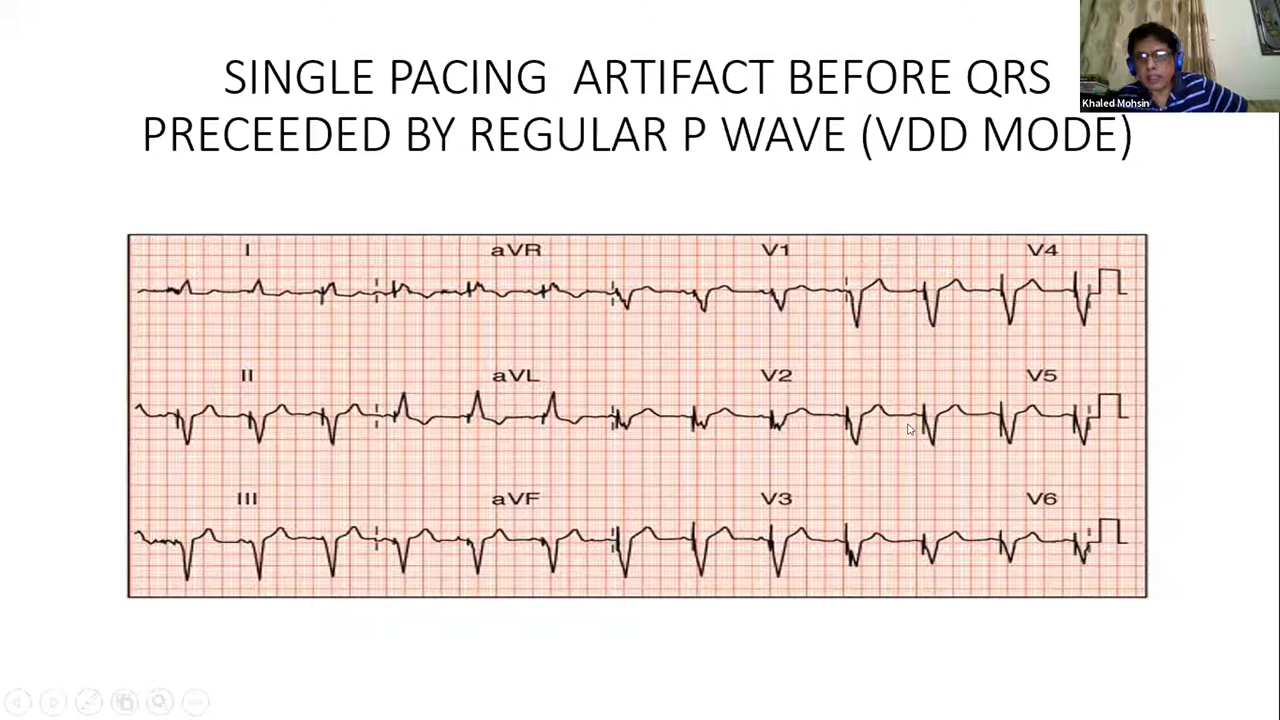 SINGLE PACING ARTIFACT BEFORE QRS
PRECEEDED BY REGULAR P WAVE (VDD MODE)
Khaled Mohsin
I aVR V1 V4
II aVL V2 V5
III aVF V3 V6